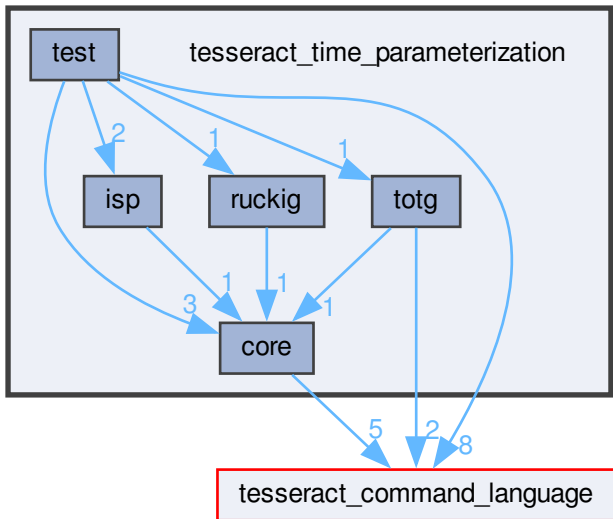 test
tesseract_time_parameterization
2
1
1
isp
ruckig
totg
3
1
1
1
core
5
2
8
tesseract_command_language